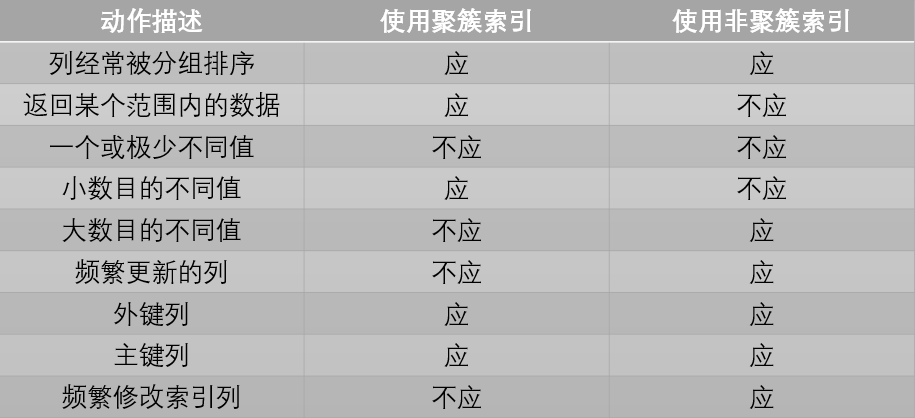 动作描述 使用聚簇索引 使用非聚簇索引
列经常被分组排序 应 应
返回某个范围内的数据 应 不应
一个或极少不同值 不应 不应
小数目的不同值 应 不应
大数目的不同值 不应 应
频繁更新的列 不应 应
外键列 应 应
主键列 应 应
频繁修改索引列 不应 应